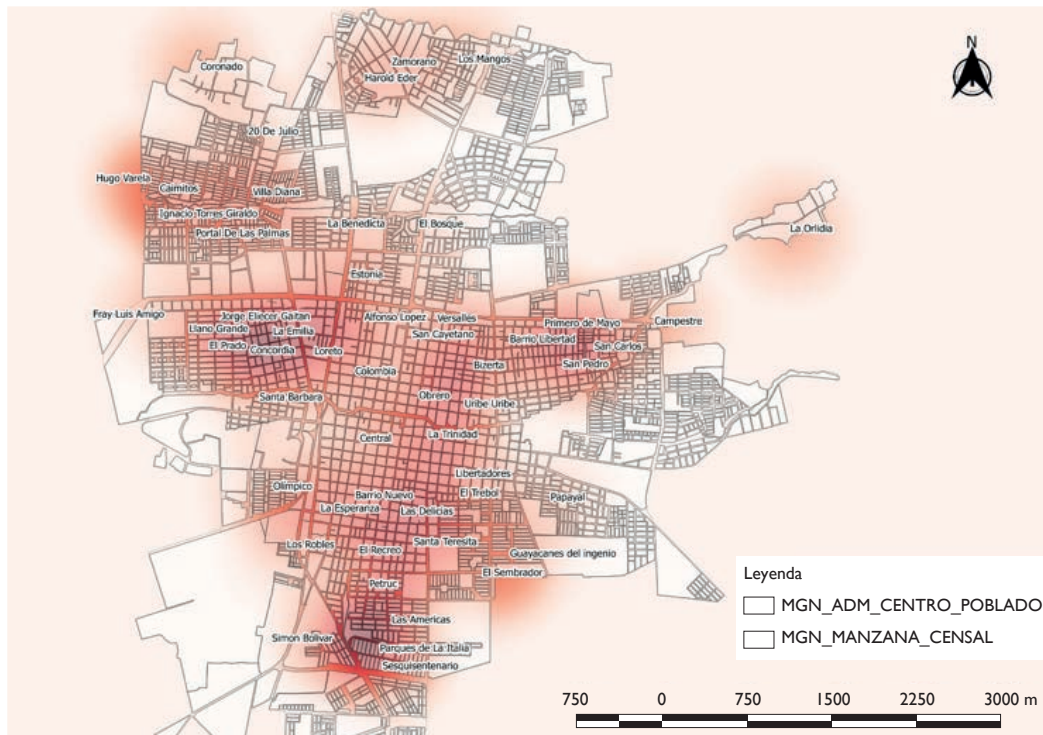 N
Zamorano
Los Mangos
Coronado
Harold Eder
20 De Julio
Hugo Varela
Caimitos
Villa Diana
Ignacio Torres Giraldo
La Benedicta
El Bosque
Portal De Las Palmas
La Orlidia
Estonia
Fray Luis Amigo
Jorge Eliecer Gaitan
Alfonso Lopez
Versalles
Primero de Mayo
Campestre
Llano Grande
La Emilia
San Cayetano
Barrio Libertad
San Carlos
El Prado
Concordia
Loreto
Bizerta
San Pedro
Colombia
Santa Barbara
Obrero
Uribe Uribe
Central
La Trinidad
Libertadores
Olimpico
Barrio Nuevo
El Trebol
Papayal
La Esperanza
Las Delicias
Los Robles
El Recreo
Santa Teresita
Guayacanes del ingenio
El Sembrador
Petruc
Las Americas
Simon Bolivar
Parques de La Italia
Sesquisentenario
Leyenda
MGN_ADM_CENTRO_POBLADO
MGN_MANZANA_CENSAL
750 0 750 1500 2250 3000 m